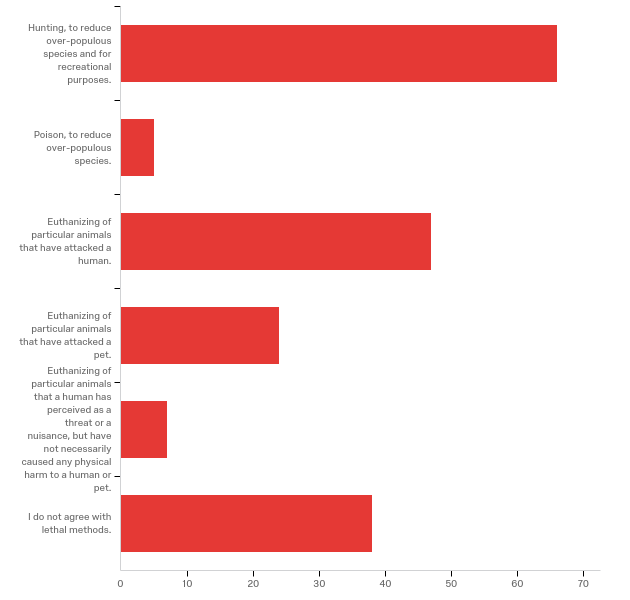 Hunting, to reduce
over-populous
species and for
recreational
purposes.
Poison, to reduce
over-populous
species.
Euthanizing of
particular animals
that have attacked a
human.
Euthanizing of
particular animals
that have attacked a
pet.
Euthanizing of
particular animals
that a human has
perceived as a
threat or a
nuisance, but have
not necessarily
caused any physical
harm to a human or
pet.
I do not agree with
lethal methods.
0 10 20 30 40 50 60 70